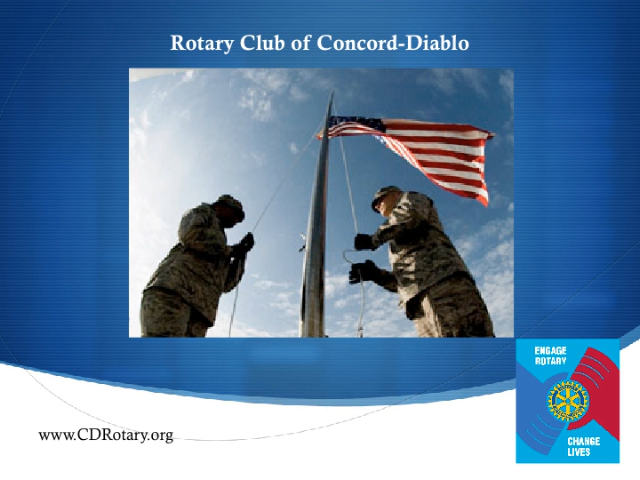 Rotary Club of Concord-Diablo
ENGAGE
ROTARY
CHANGE
LIVES
www.CDRotary.org